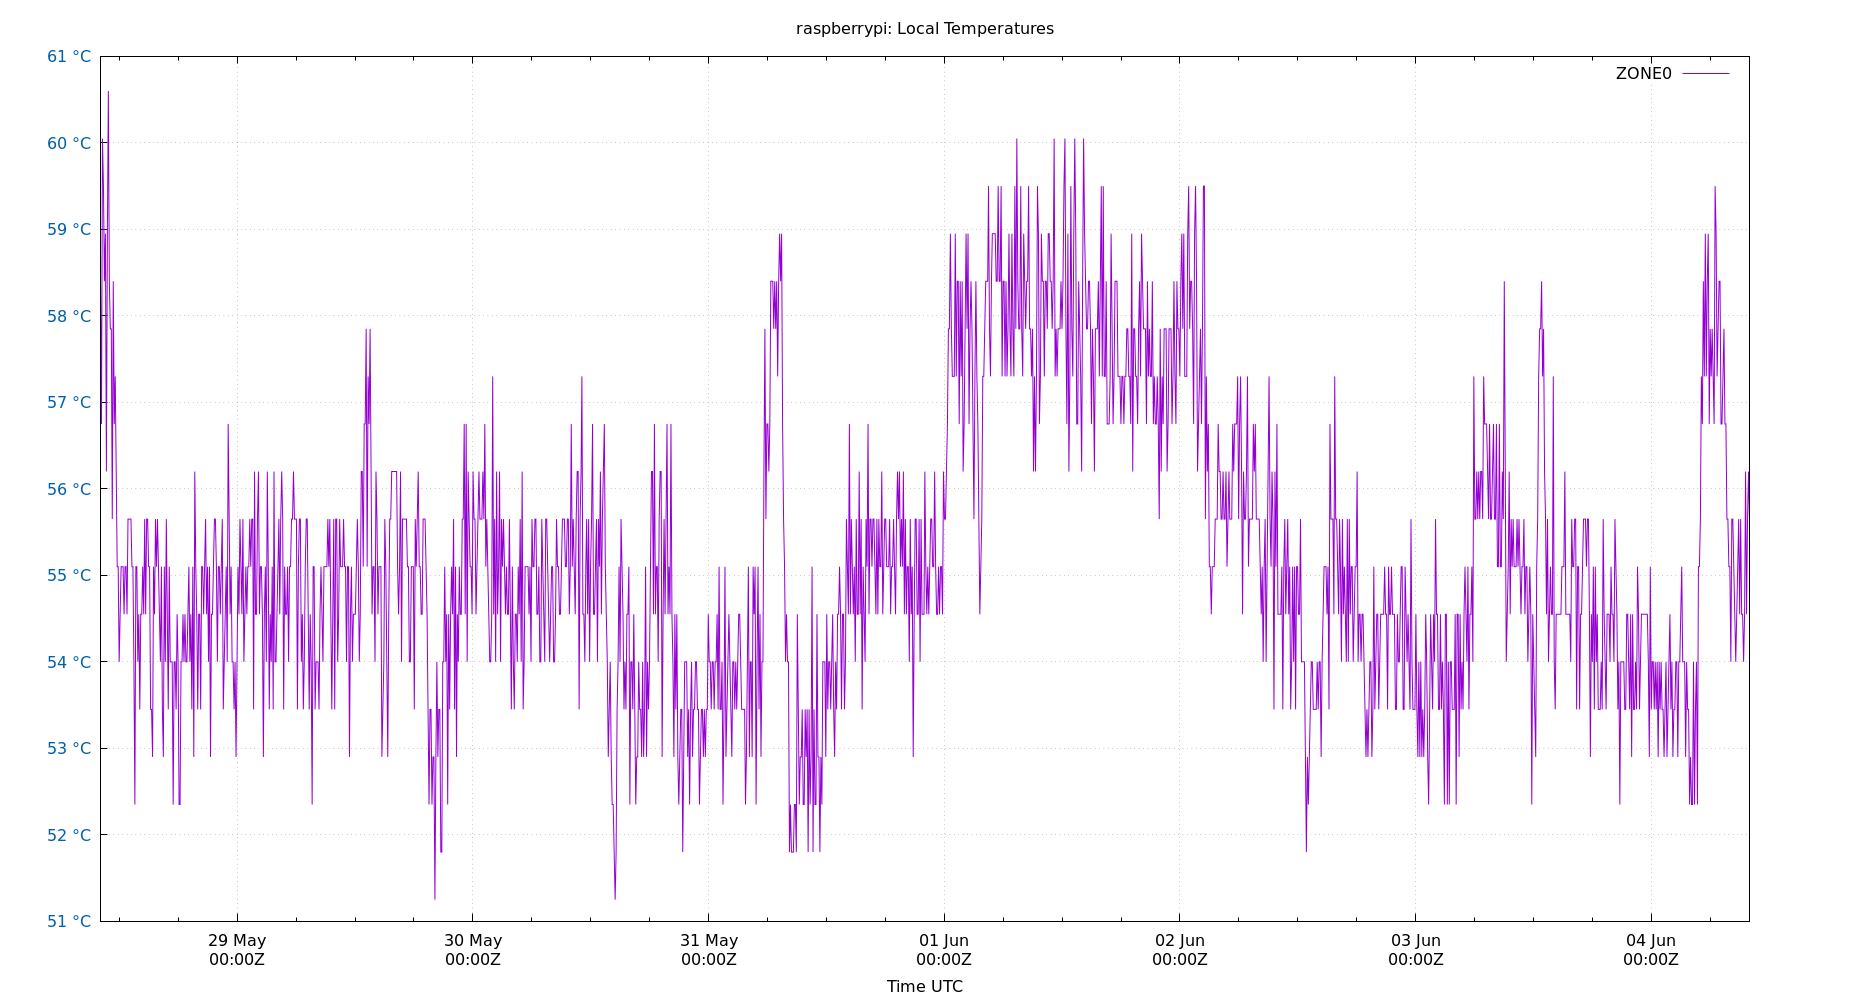 raspberrypi: Local Temperatures
61 °C
ZONE0
60 °C
59 °C
58 °C
57 °C
56 °C
55 °C
54 °C
53 °C
52 °C
51 °C
29 May 30 May 31 May 01 Jun 02 Jun 03 Jun 04 Jun
00:00Z 00:00Z 00:00Z 00:00Z 00:00Z 00:00Z 00:00Z
Time UTC